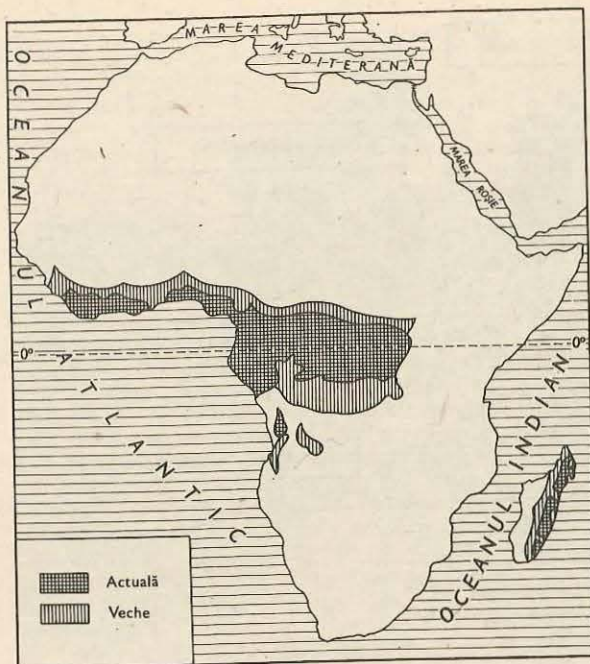 MAREA
MEDITERANĂ
OCEANUL
ATLANTIC
MAREA
ROȘIE
0°
0°
OCEANUL INDIAN
Actuală
Veche